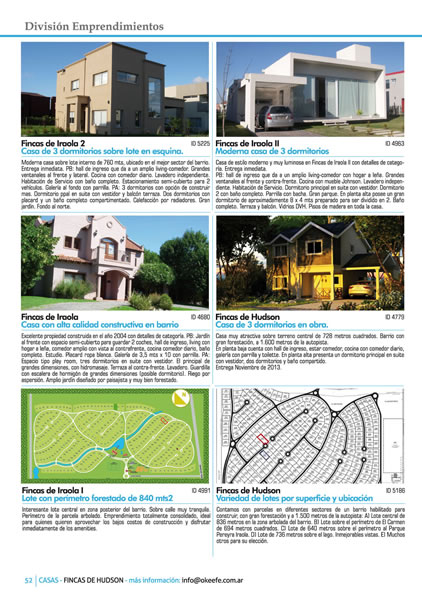 División Emprendimientos
Fincas de Iraola 2 ID 5225
Casa de 3 dormitorios sobre lote en esquina.
Moderna casa sobre lote interno de 760 mts, ubicado en el mejor sector del barrio.
Entrega inmediata. PB: hall de ingreso que da a un amplio living-comedor. Grandes
ventanales al frente y lateral. Cocina con comedor diario. Lavadero independiente.
Habitación de Servicio con baño completo. Estacionamiento semi-cubierto para 2
vehículos. Galería al fondo con parrilla. PA: 3 dormitorios con opción de construir
mas. Dormitorio en suite con vestidor y balcón terraza. Dos dormitorios con
placard y un baño completo compartimentado. Calefacción por radiadores. Gran
jardín. Fondo al norte.
Fincas de Iraola II ID 4963
Moderna casa de 3 dormitorios
Casa de estilo moderno y muy luminosa en Fincas de Iraola II con detalles de catego-
ría. Entrega inmediata.
PB: hall de ingreso que da a un amplio living-comedor con hogar a leña. Grandes
ventanales al frente y contra-frente. Cocina con mueble Johnson. Lavadero indepen-
diente. Habitación de Servicio. Dormitorio principal en suite con vestidor. Dormitorio
2 con baño completo. Parrilla con bacha. Gran parque. En planta alta posee un gran
dormitorio de aproximadamente 9 x 4 mts preparado para ser dividido en 2. Baño
completo. Terraza y balcón. Vidrios DVH. Pisos de madera en toda la casa.
Fincas de Iraola ID 4680
Casa con alta calidad constructiva en barrio
Excelente propiedad construida en el año 2004 con detalles de categoría. PB: Jardín
al frente con espacio semi-cubierto para guardar 2 coches, hall de ingreso, living con
hogar a leña, comedor amplio con vista al contrafrente, cocina comedor diario, baño
completo. Estudio. Placard ropa blanca. Galería de 3,5 mts x 10 con parrilla. PA:
Espacio tipo play room, tres dormitorios en suite con vestidor. El principal de
grandes dimensiones, con hidromasaje. Terraza al contra-frente. Lavadero. Guardilla
con escalera de hormigón de grandes dimensiones (posible dormitorio). Riego por
aspersión. Amplio jardín diseñado por paisajista y muy bien forestado.
Fincas de Hudson ID 4779
Casa de 3 dormitorios en obra.
Casa muy atractiva sobre terreno central de 728 metros cuadrados. Barrio con
gran forestación, a 1.600 metros de la autopista.
En planta baja cuenta con hall de ingreso, estar comedor, cocina con comedor diario,
galería con parrilla y toilette. En planta alta presenta un dormitorio principal en suite
con vestidor, dos dormitorios y baño compartido.
Entrega Noviembre de 2013.
Fincas de Iraola I ID 4991
Lote con perímetro forestado de 840 mts2
Interesante lote central en zona posterior del barrio. Sobre calle muy tranquila.
Perímetro de la parcela arbolado. Emprendimiento totalmente consolidado, ideal
para quienes quieren aprovechar los bajos costos de construcción y disfrutar
inmediatamente de los amenities.
Fincas de Hudson ID 5186
Variedad de lotes por superficie y ubicación
Contamos con parcelas en diferentes sectores de un barrio habilitado para
construir, con gran forestación y a 1.500 metros de la autopista: A) Lote central de
836 metros en la zona arbolada del barrio. B) Lote sobre el perímetro de El Carmen
de 694 metros cuadrados. C) Lote de 640 metros sobre el perímetro al Parque
Pereyra Iraola. D) Lote de 736 metros sobre el lago. Inmejorables vistas. E) Muchos
otros para su elección.
52 CASAS - FINCAS DE HUDSON - más información: info@okeefe.com.ar